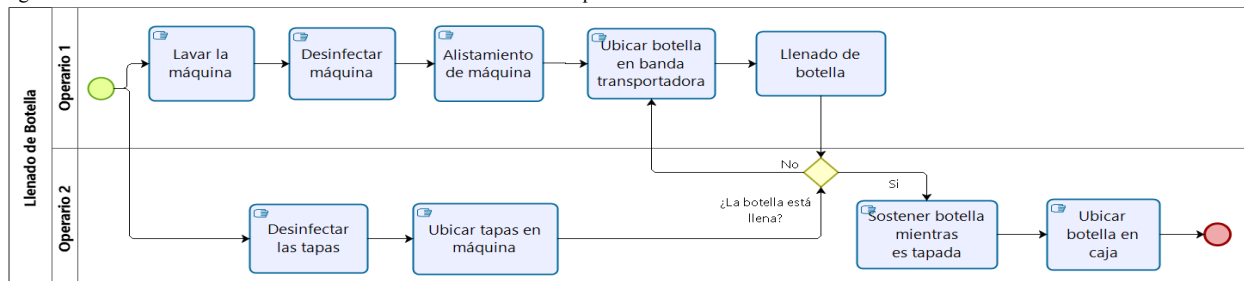 Llenado de Botella
Operario 1
Lavar la
máquina
Desinfectar
máquina
Alistamiento
de máquina
Ubicar botella
en banda
transportadora
Llenado de
botella
Operario 2
Desinfectar
las tapas
Ubicar tapas en
máquina
No
¿La botella está
llena?
Si
Sostener botella
mientras
es tapada
Ubicar
botella en
caja